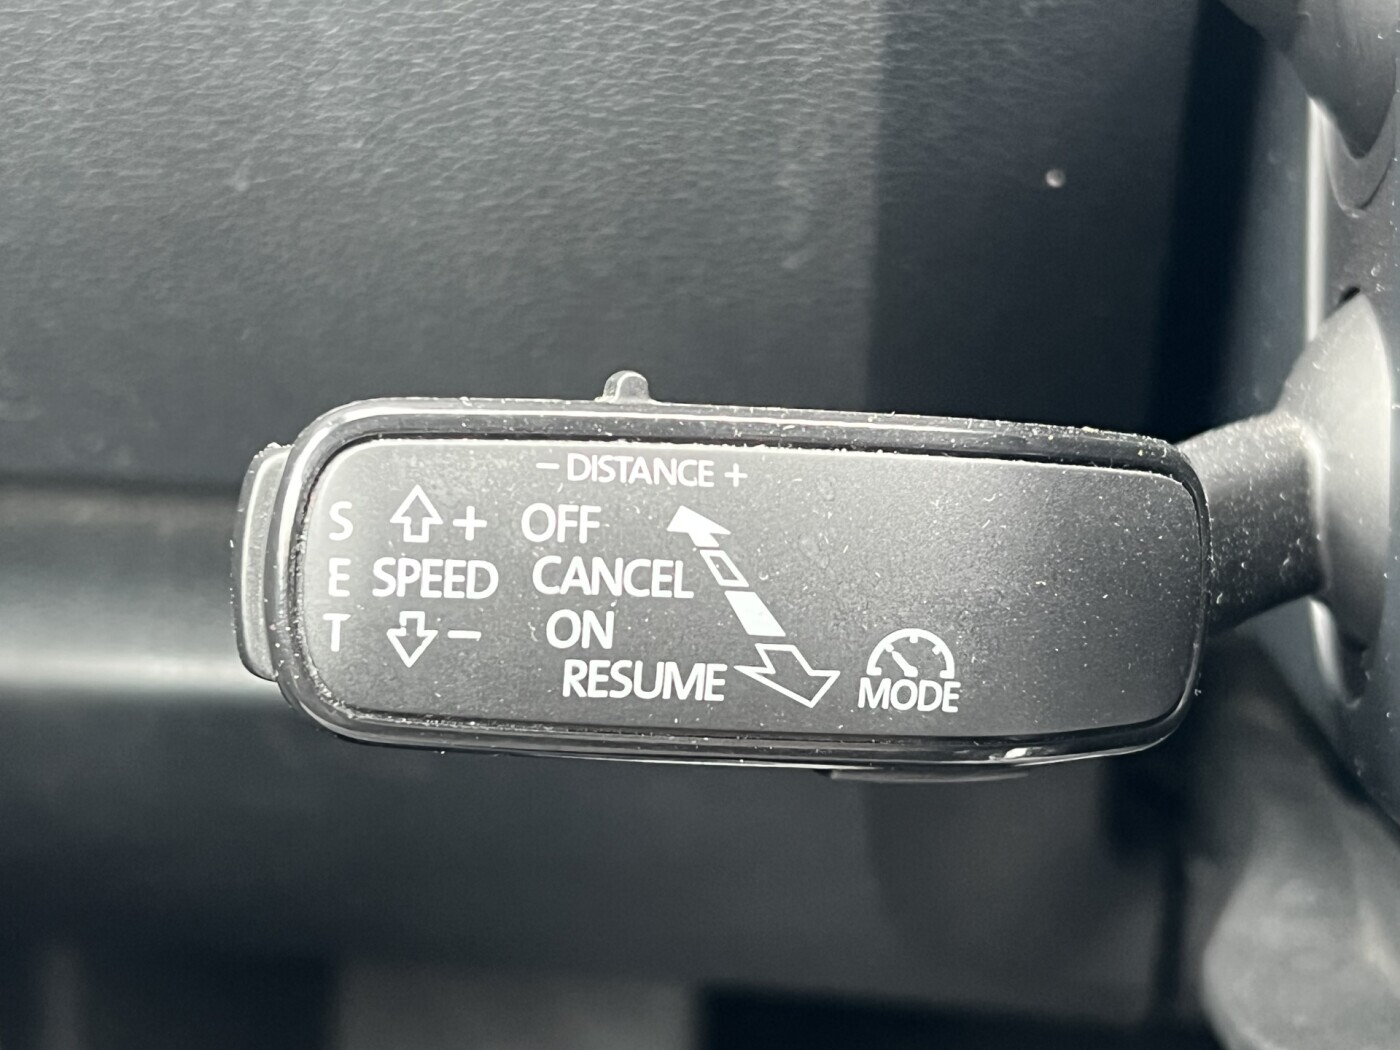 − DISTANCE +
S + OFF
E SPEED CANCEL
T − ON
RESUME
MODE